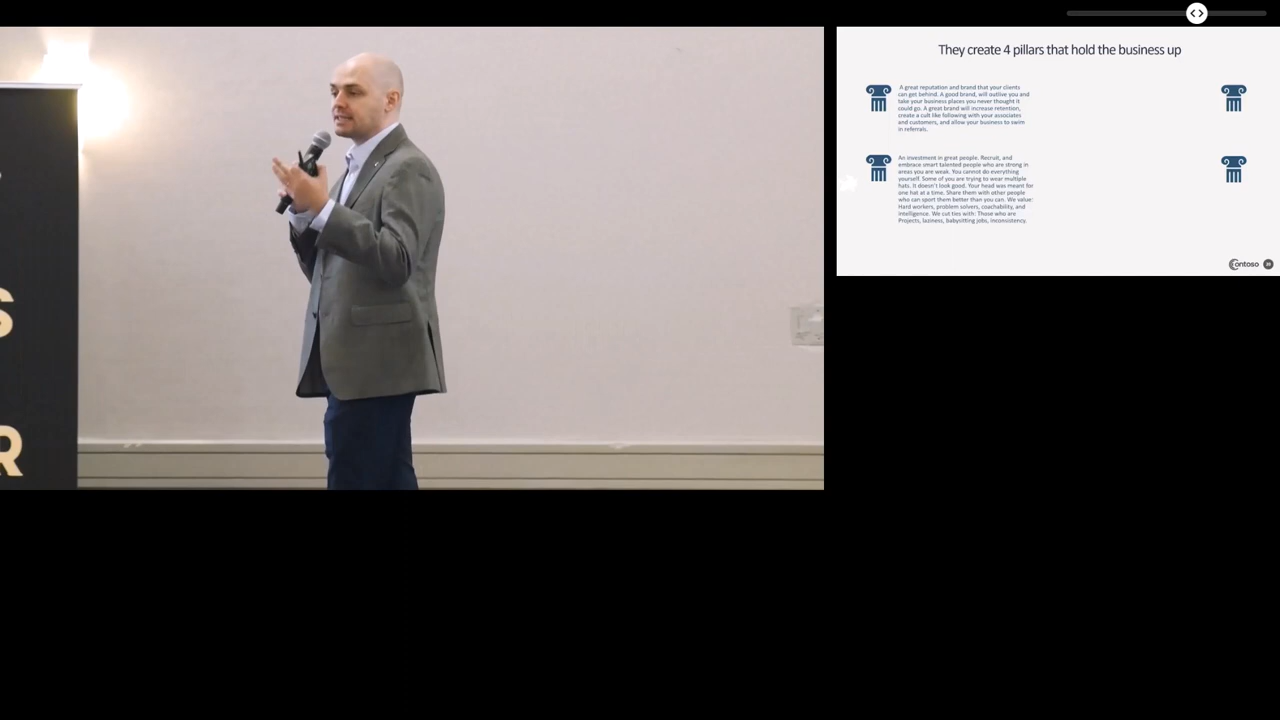 S
R
They create 4 pillars that hold the business up
A great reputation and brand that your clients
can get behind. A good brand, will outlive you and
take your business places you never thought it
could go. A great brand will increase retention,
create a cult like following with your associates
and customers, and allow your business to swim
in referrals.
An investment in great people. Recruit, and
embrace smart talented people who are strong in
areas you are weak. You cannot do everything
yourself. Some of you are trying to wear multiple
hats. It doesn't look good. Your head was meant for
one hat at a time. Share them with other people
who can sport them better than you can. We value:
Hard workers, problem solvers, coachability, and
intelligence. We cut ties with: Those who are
Projects, laziness, babysitting jobs, inconsistency.
Contoso